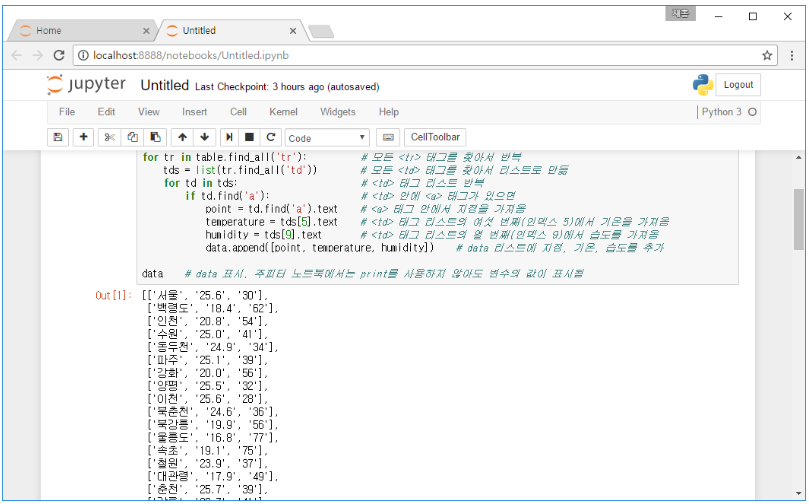 제플
Home
Untitled
localhost:8888/notebooks/Untitled.ipynb
jupyter Untitled Last Checkpoint: 3 hours ago (autosaved)
Logout
File Edit View Insert Cell Kernel Widgets Help
Python 3
Code
CellToolbar
for tr in table.find_all('tr'): # 모든 <tr> 태그를 찾아서 반복
tds = list(tr.find_all('td')) # 모든 <td> 태그를 찾아서 리스트로 만듦
for td in tds: # <td> 태그 리스트 반복
if td.find('a'): # <td> 안에 <a> 태그가 있으면
point = td.find('a').text # <a> 태그 안에서 지점을 가져옴
temperature = tds[5].text # <td> 태그 리스트의 여섯 번째(인덱스 5)에서 기온을 가져옴
humidity = tds[9].text # <td> 태그 리스트의 열 번째(인덱스 9)에서 습도를 가져옴
data.append([point, temperature, humidity]) # data 리스트에 지점, 기온, 습도를 추가
data # data 표시. 주피터 노트북에서는 print를 사용하지 않아도 변수의 값이 표시됨
Out[1]: [['서울', '25.6', '30'],
['백령도', '18.4', '62'],
['인천', '20.8', '54'],
['수원', '25.0', '41'],
['동두천', '24.9', '34'],
['파주', '25.1', '39'],
['강화', '20.0', '56'],
['양평', '25.5', '32'],
['이천', '25.6', '28'],
['북춘천', '24.6', '36'],
['북강릉', '19.9', '56'],
['울릉도', '16.8', '77'],
['속초', '19.1', '75'],
['철원', '23.9', '37'],
['대관령', '17.9', '49'],
['춘천', '25.7', '39'],